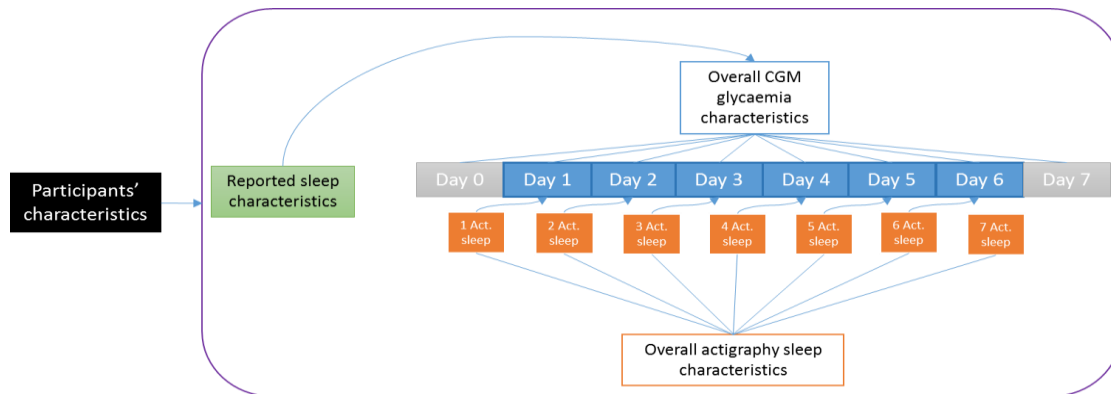 Overall CGM
glycaemia
characteristics
Participants’
characteristics
Reported sleep
characteristics
Day 0 Day 1 Day 2 Day 3 Day 4 Day 5 Day 6 Day 7
1 Act.
sleep
2 Act.
sleep
3 Act.
sleep
4 Act.
sleep
5 Act.
sleep
6 Act.
sleep
7 Act.
sleep
Overall actigraphy sleep
characteristics